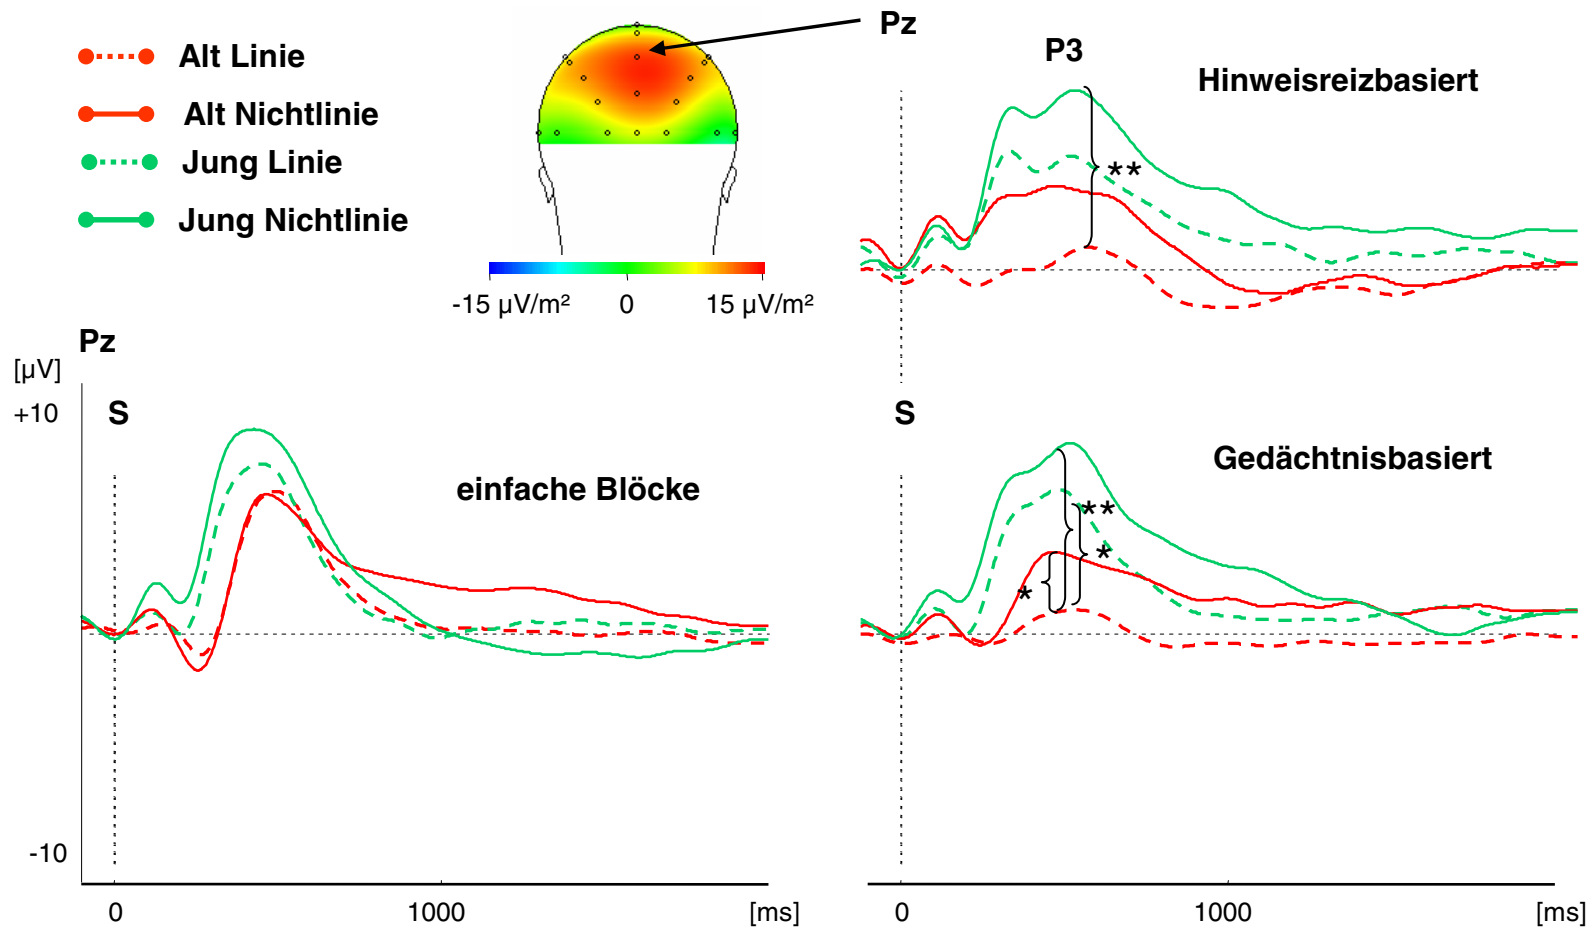 Alt Linie
Alt Nichtlinie
Jung Linie
Jung Nichtlinie
-15 µV/m² 0 15 µV/m²
Pz
P3
Hinweisreizbasiert
**
Pz
[µV]
+10
S
einfache Blöcke
-10
0 1000 [ms]
S
Gedächtnisbasiert
**
*
*
0 1000 [ms]